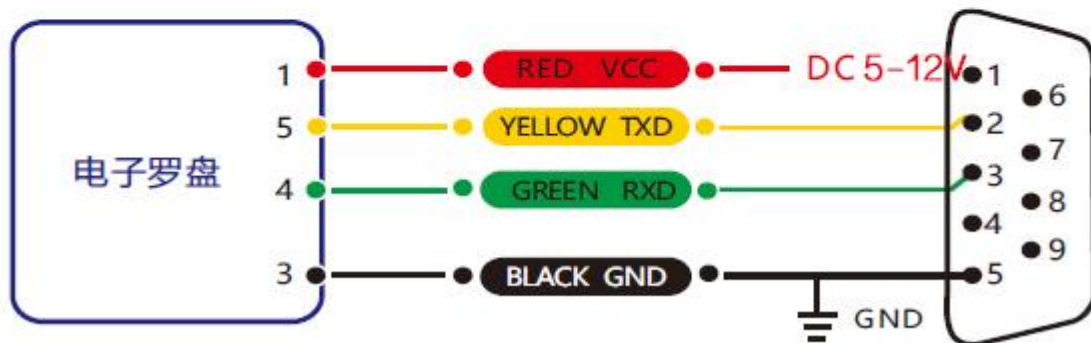 1 RED VCC DC 5-12V 1
6
5 YELLOW TXD 2
7
电子罗盘
4 GREEN RXD 3
8
4
9
3 BLACK GND 5
GND